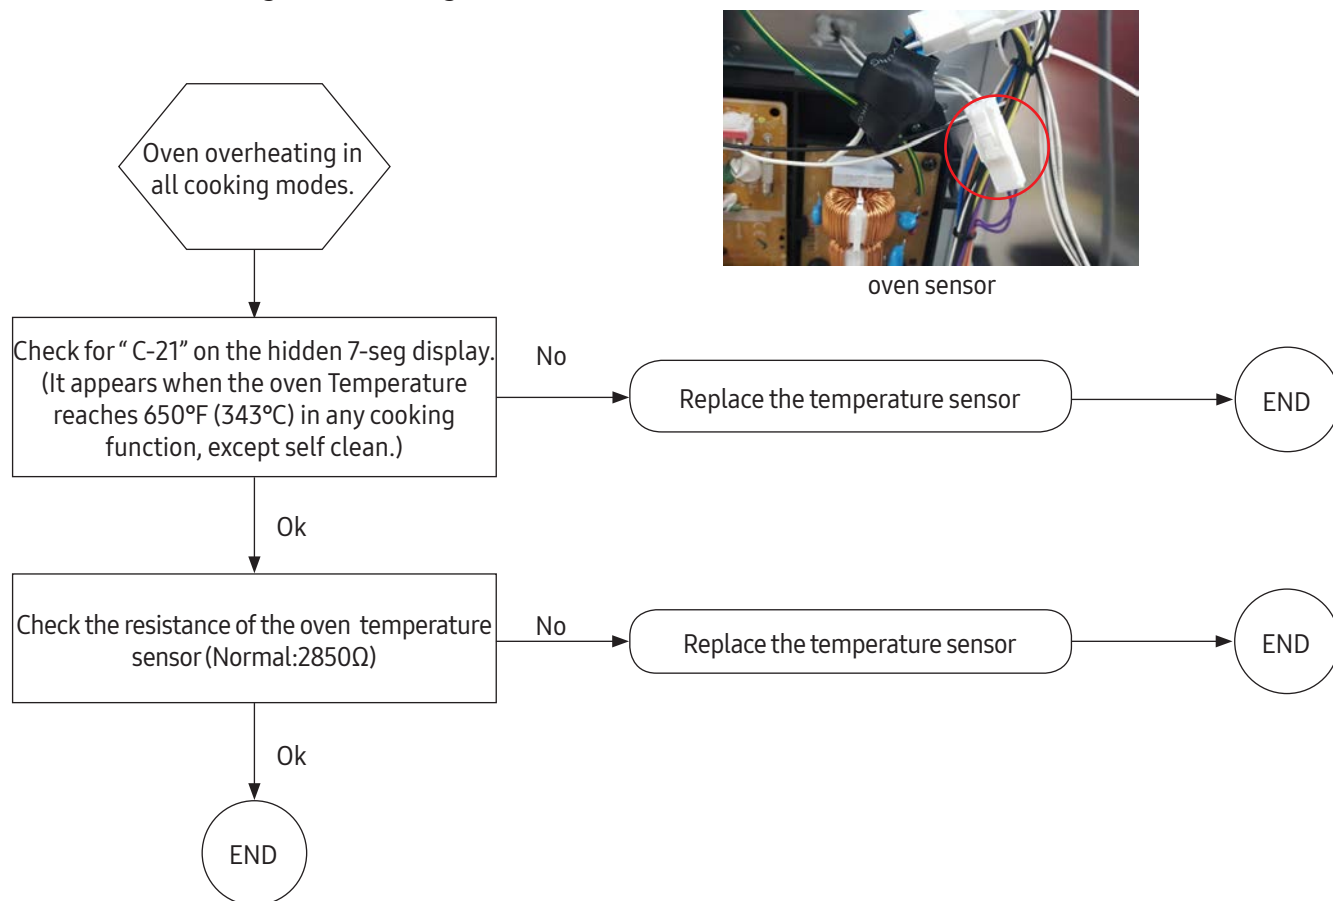 Oven overheating in
all cooking modes.
oven sensor
Check for “ C-21” on the hidden 7-seg display.
(It appears when the oven Temperature
reaches 650°F (343°C) in any cooking
function, except self clean.)
No
Replace the temperature sensor
END
Ok
Check the resistance of the oven temperature
sensor (Normal:2850Ω)
No
Replace the temperature sensor
END
Ok
END